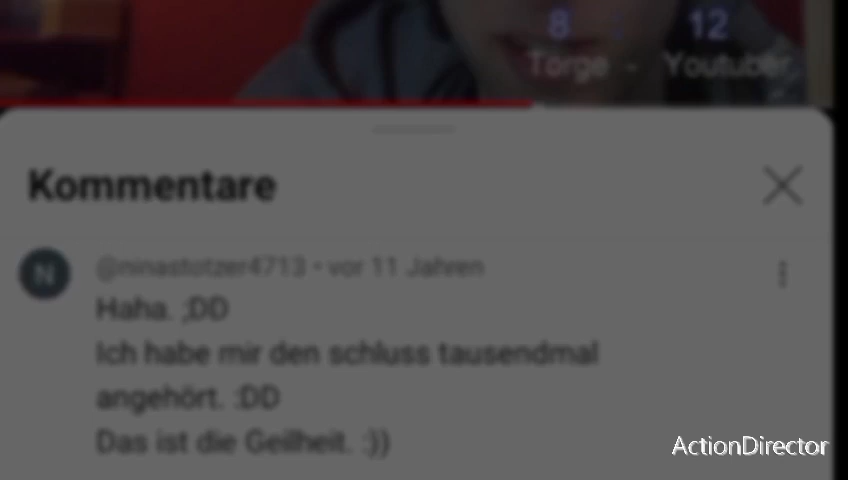 8 : 12
Torge - Youtuber
Kommentare
N
@ninastotzer4713 • vor 11 Jahren
Haha. ;DD
Ich habe mir den schluss tausendmal
angehört. :DD
Das ist die Geilheit. :))
ActionDirector